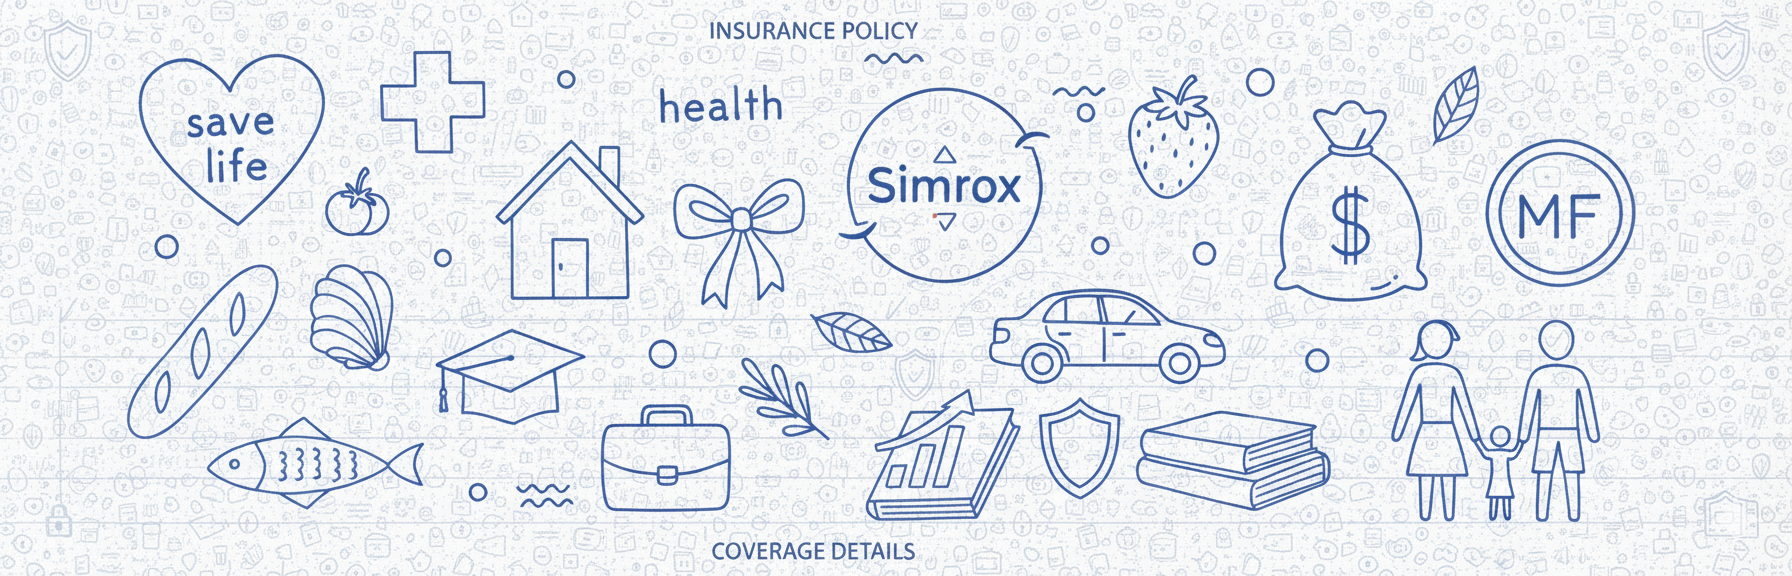 INSURANCE POLICY
save
life
health
Simrox
$
MF
COVERAGE DETAILS